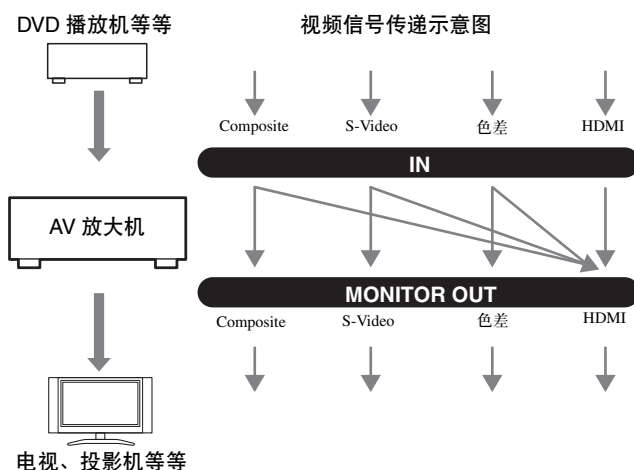 DVD 播放机等等
视频信号传递示意图
Composite S-Video 色差 HDMI
IN
AV 放大机
MONITOR OUT
Composite S-Video 色差 HDMI
电视、投影机等等